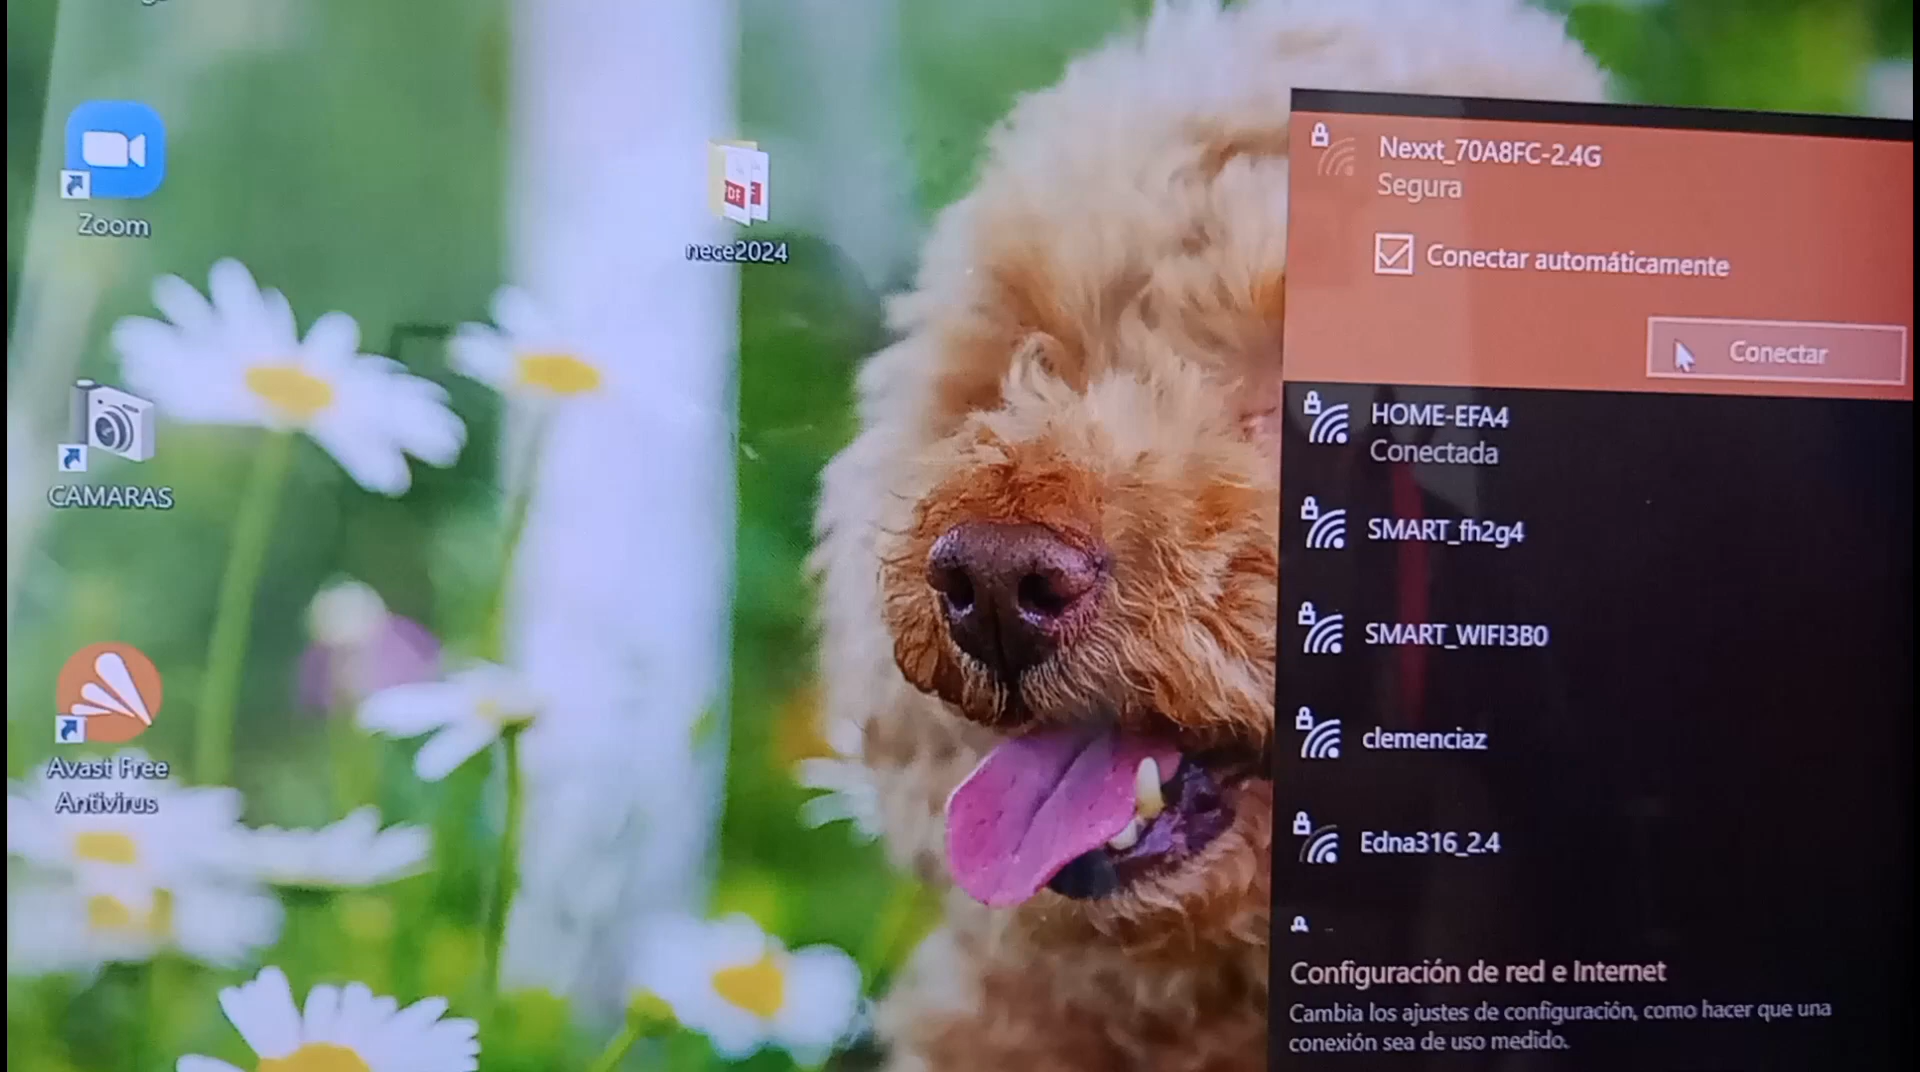 Zoom
nece2024
CAMARAS
Avast Free
Antivirus
PDF
Nexxt_70A8FC-2.4G
Segura
Conectar automáticamente
Conectar
HOME-EFA4
Conectada
SMART_fh2g4
SMART_WIFI3B0
clemenciaz
Edna316_2.4
Configuración de red e Internet
Cambia los ajustes de configuración, como hacer que una
conexión sea de uso medido.